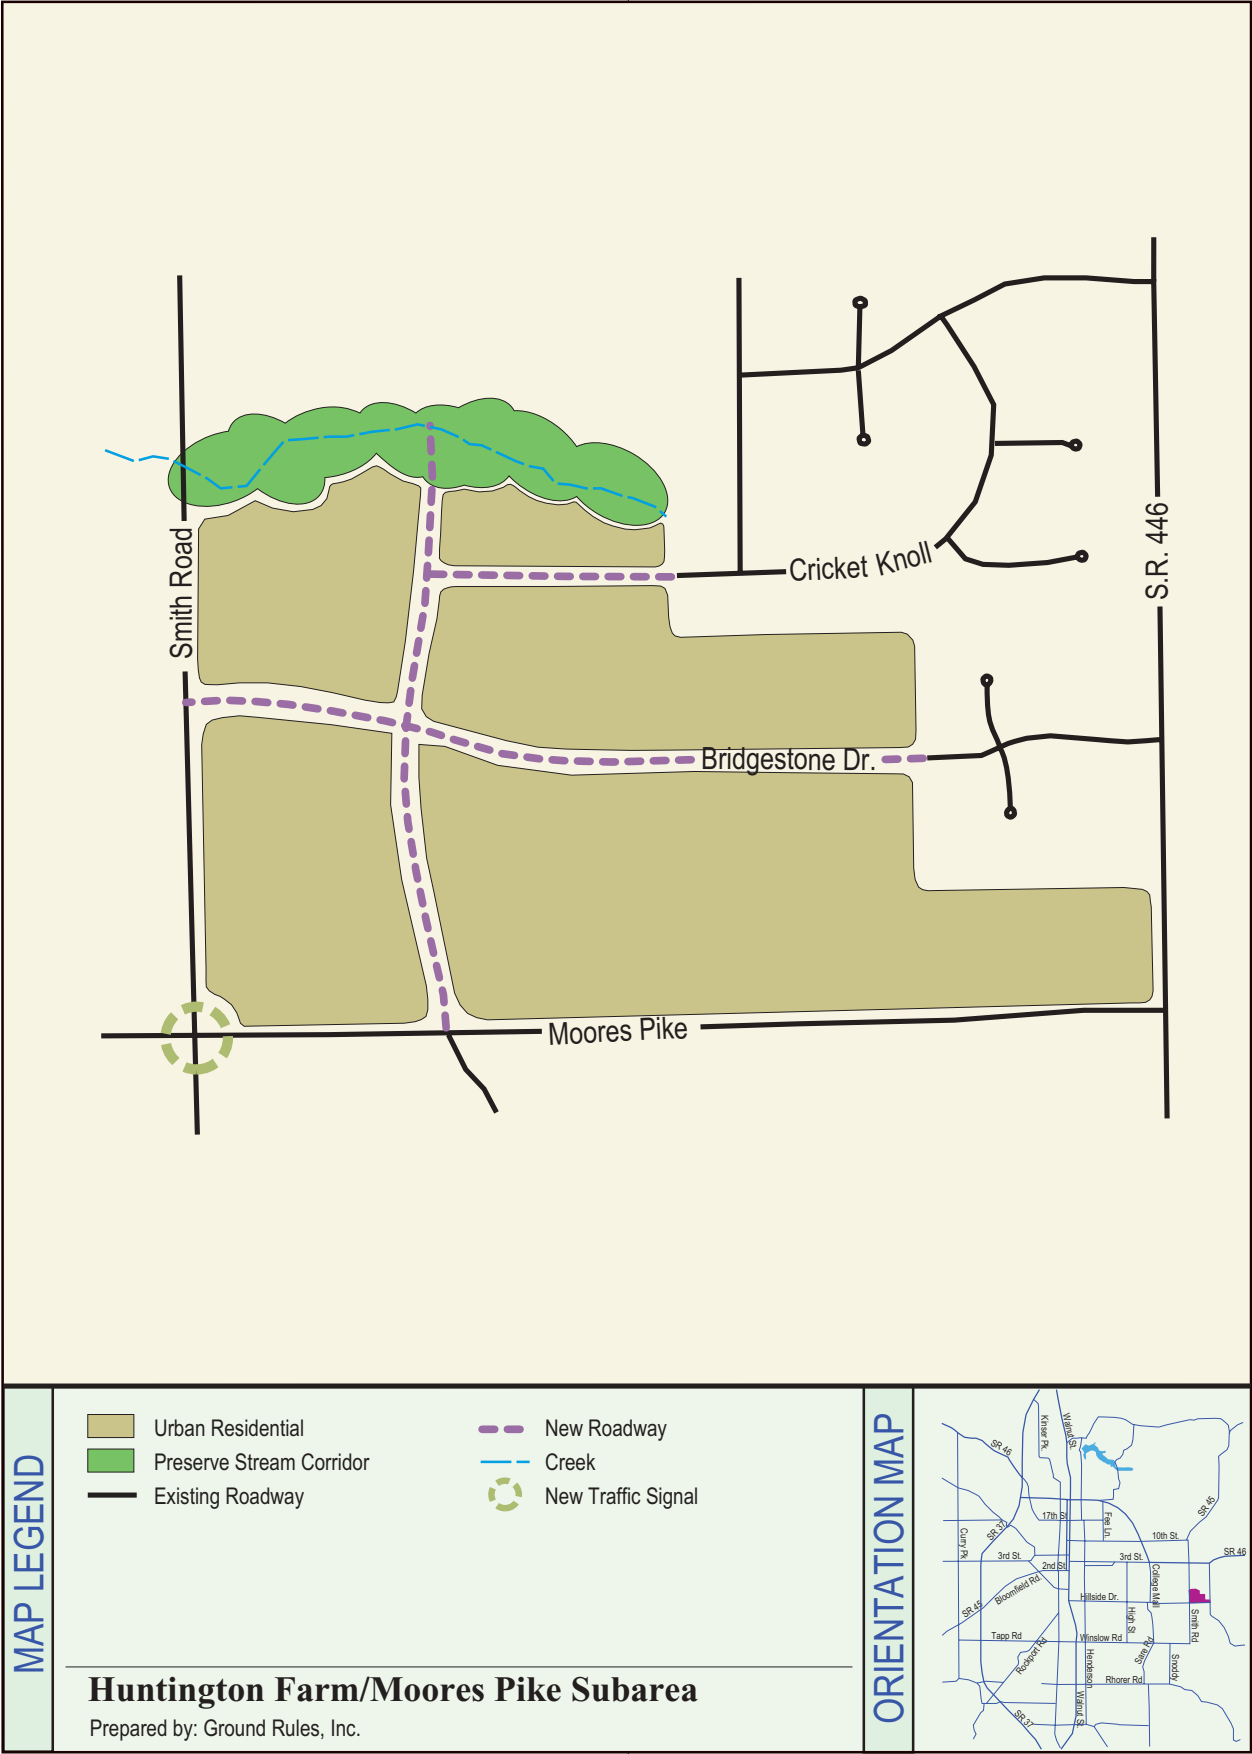 Smith Road
Cricket Knoll
S.R. 446
Bridgestone Dr.
Moores Pike
MAP LEGEND
Urban Residential
Preserve Stream Corridor
Existing Roadway
New Roadway
Creek
New Traffic Signal
Huntington Farm/Moores Pike Subarea
Prepared by: Ground Rules, Inc.
ORIENTATION MAP
Kinser Pk.
Walnut St.
SR 46
SR 45
17th St
Fee Ln.
SR 37
Curry Pk.
10th St.
3rd St.
2nd St
3rd St.
SR 46
College Mall
Bloomfield Rd.
SR 45
Hillside Dr.
High St
Smith Rd
Tapp Rd
Rockport Rd
Winslow Rd
Sare Rd
Henderson
Snoddy
Rhorer Rd.
Walnut St.
SR 37